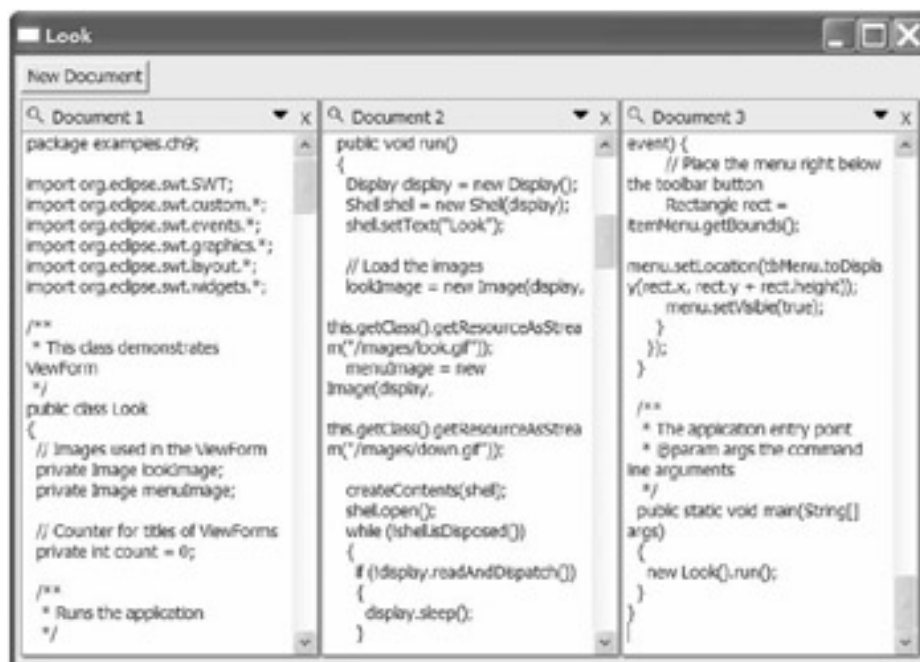 Look
New Document
Document 1
package examples.ch9;
import org.eclipse.swt.SWT;
import org.eclipse.swt.custom.*;
import org.eclipse.swt.events.*;
import org.eclipse.swt.graphics.*;
import org.eclipse.swt.layout.*;
import org.eclipse.swt.widgets.*;
/**
* This class demonstrates
ViewForm
*/
public class Look
{
// Images used in the ViewForm
private Image lookImage;
private Image menuImage;
// Counter for titles of ViewForms
private int count = 0;
/**
* Runs the application
*/
Document 2
public void run()
{
Display display = new Display();
Shell shell = new Shell(display);
shell.setText("Look");
// Load the images
lookImage = new Image(display,
this.getClass().getResourceAsStrea
m("/images/look.gif"));
menuImage = new
Image(display,
this.getClass().getResourceAsStrea
m("/images/down.gif"));
createContents(shell);
shell.open();
while (!shell.isDisposed())
{
if (!display.readAndDispatch())
{
display.sleep();
}
Document 3
event) {
// Place the menu right below
the toolbar button
Rectangle rect =
itemMenu.getBounds();
menu.setLocation(tbMenu.toDispla
y(rect.x, rect.y + rect.height));
menu.setVisible(true);
}
});
}
/**
* The application entry point
* @param args the command
line arguments
*/
public static void main(String[]
args)
{
new Look().run();
}
}